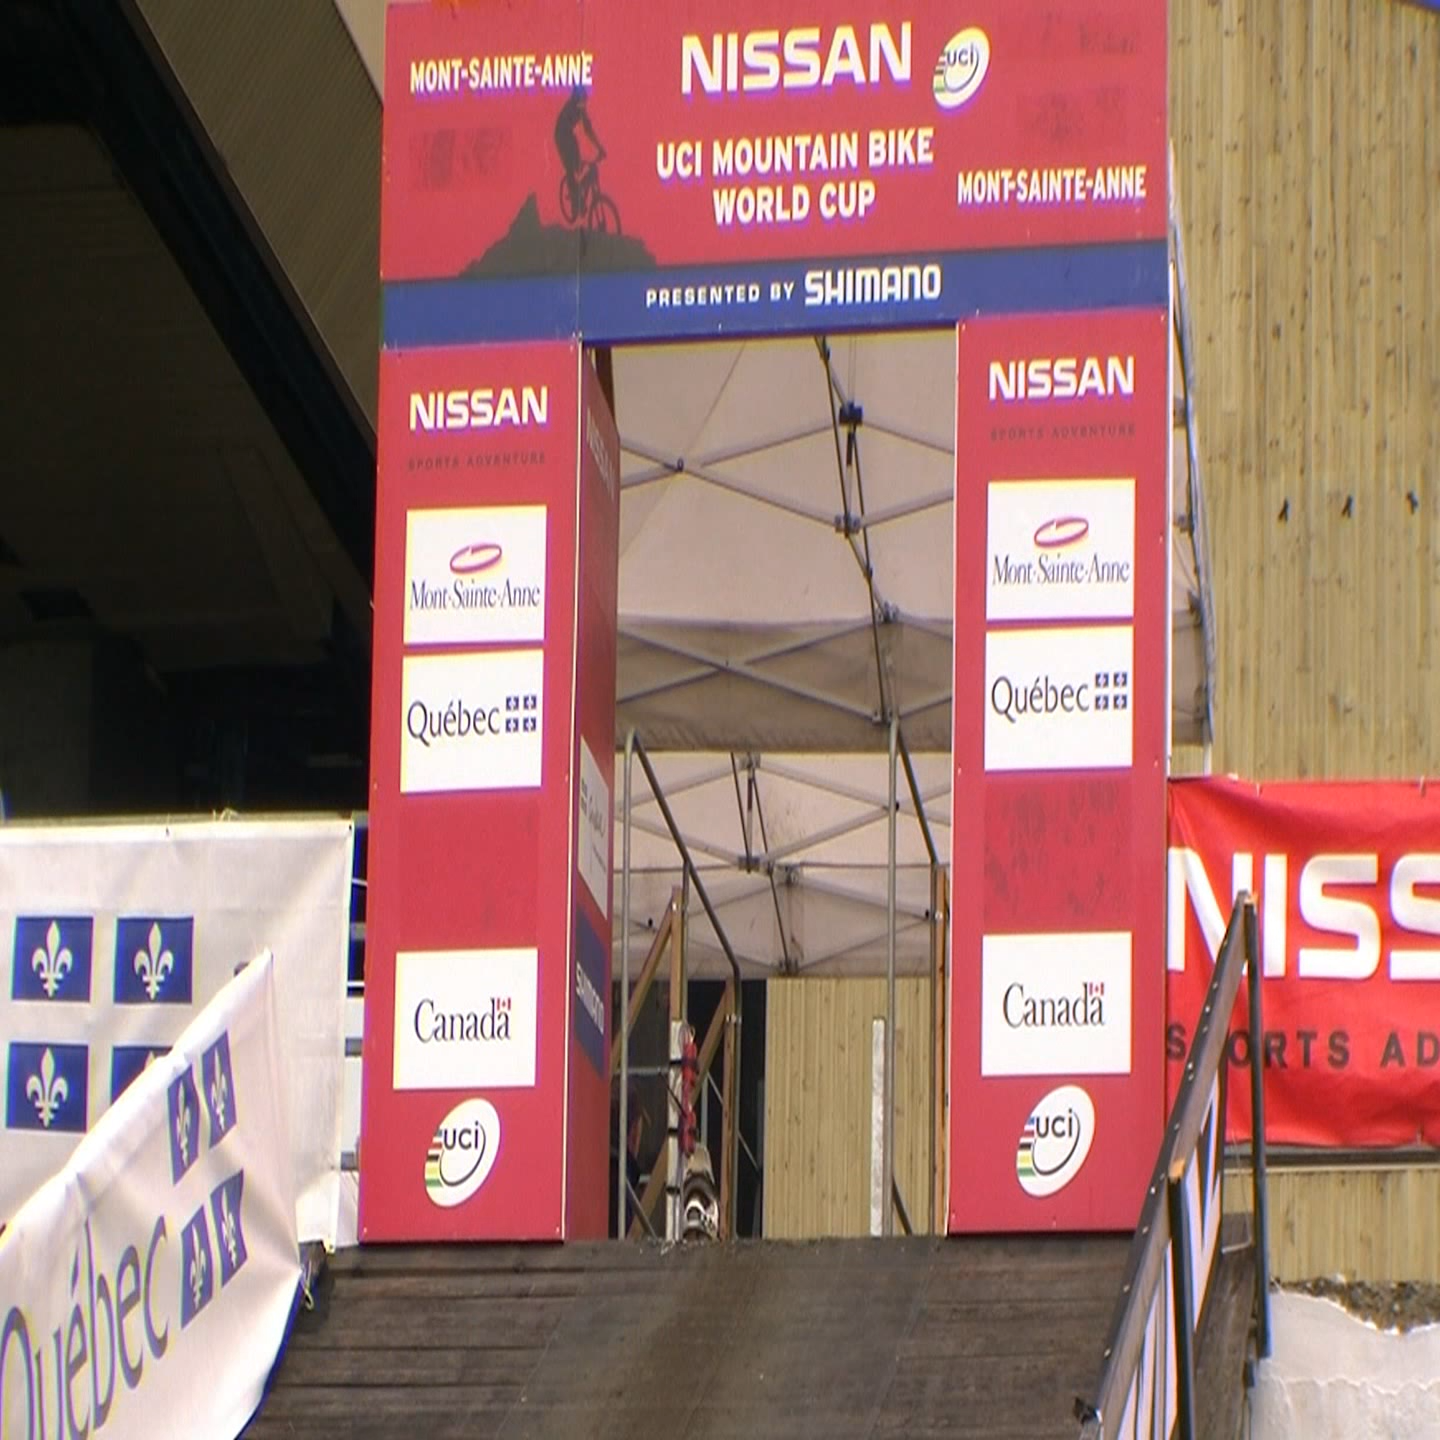 MONT-SAINTE-ANNE
NISSAN
UCI
UCI MOUNTAIN BIKE
WORLD CUP
MONT-SAINTE-ANNE
PRESENTED BY SHIMANO
NISSAN
SPORTS ADVENTURE
Mont-Sainte-Anne
Québec
Canada
UCI
NISSAN
SHIMANO
NISSAN
SPORTS ADVENTURE
Mont-Sainte-Anne
Québec
Canada
UCI
Québec
NISS
SPORTS AD